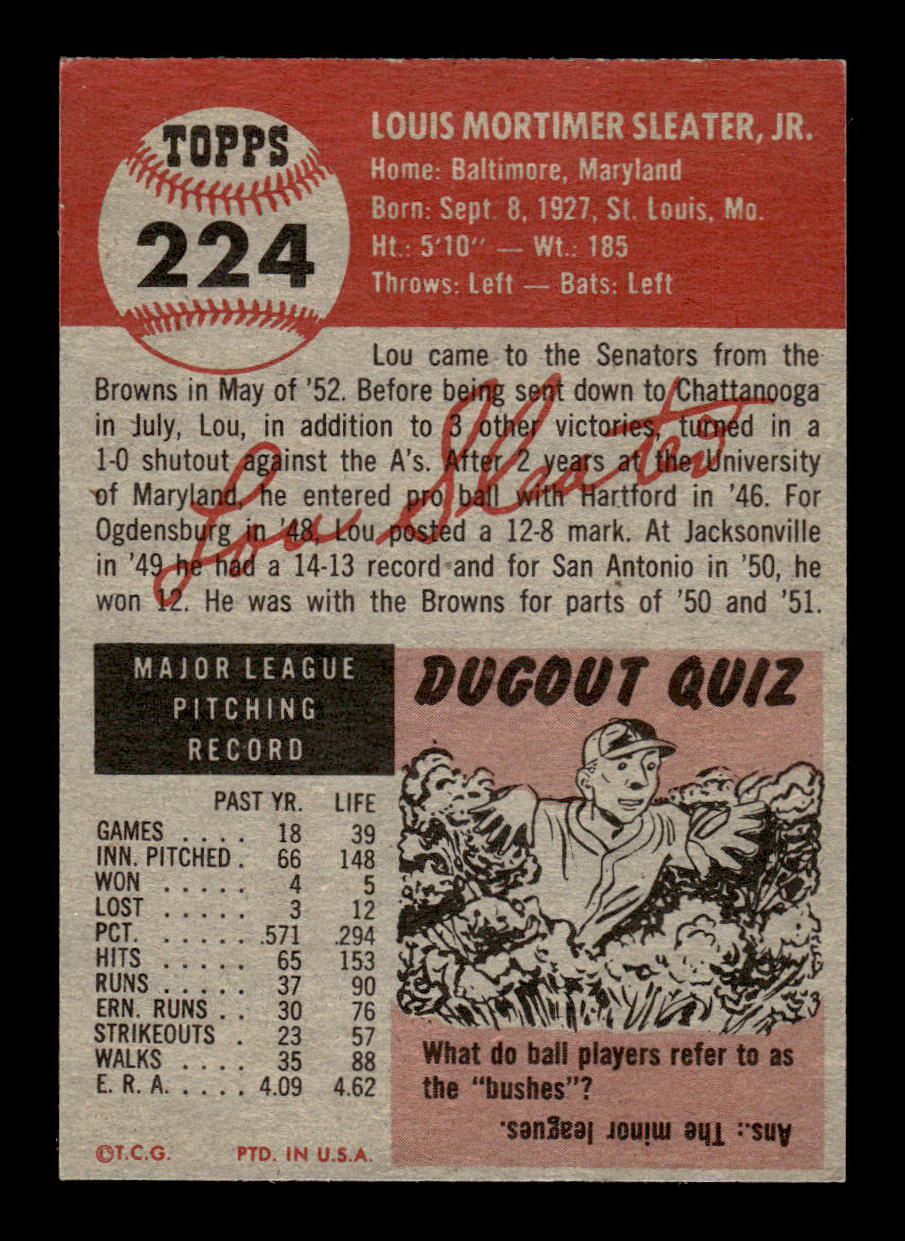 TOPPS
224
LOUIS MORTIMER SLEATER, JR.
Home: Baltimore, Maryland
Born: Sept. 8, 1927, St. Louis, Mo.
Ht.: 5'10" — Wt.: 185
Throws: Left — Bats: Left
Lou came to the Senators from the
Browns in May of '52. Before being sent down to Chattanooga
in July, Lou, in addition to 3 other victories, turned in a
1-0 shutout against the A's. After 2 years at the University
of Maryland, he entered pro ball with Hartford in '46. For
Ogdensburg in '48, Lou posted a 12-8 mark. At Jacksonville
in '49 he had a 14-13 record and for San Antonio in '50, he
won 12. He was with the Browns for parts of '50 and '51.
Lou Sleater
MAJOR LEAGUE
PITCHING
RECORD
PAST YR. LIFE
GAMES . . . . 18 39
INN. PITCHED . 66 148
WON . . . . . 4 5
LOST . . . . . 3 12
PCT. . . . . . .571 .294
HITS . . . . . 65 153
RUNS . . . . . 37 90
ERN. RUNS . . 30 76
STRIKEOUTS . 23 57
WALKS . . . . 35 88
E. R. A. . . . . 4.09 4.62
©T.C.G. PTD. IN U.S.A.
DUGOUT QUIZ
What do ball players refer to as
the "bushes"?
Ans.: The minor leagues.